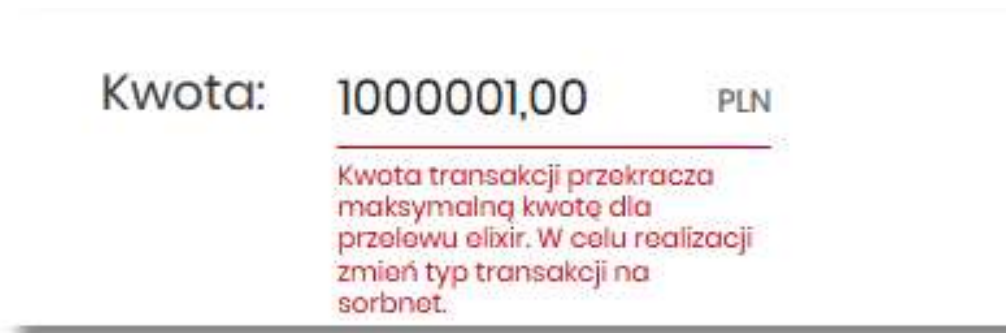 Kwota: 1000001,00 PLN
Kwota transakcji przekracza
maksymalną kwotę dla
przelewu elixir. W celu realizacji
zmień typ transakcji na
sorbnet.